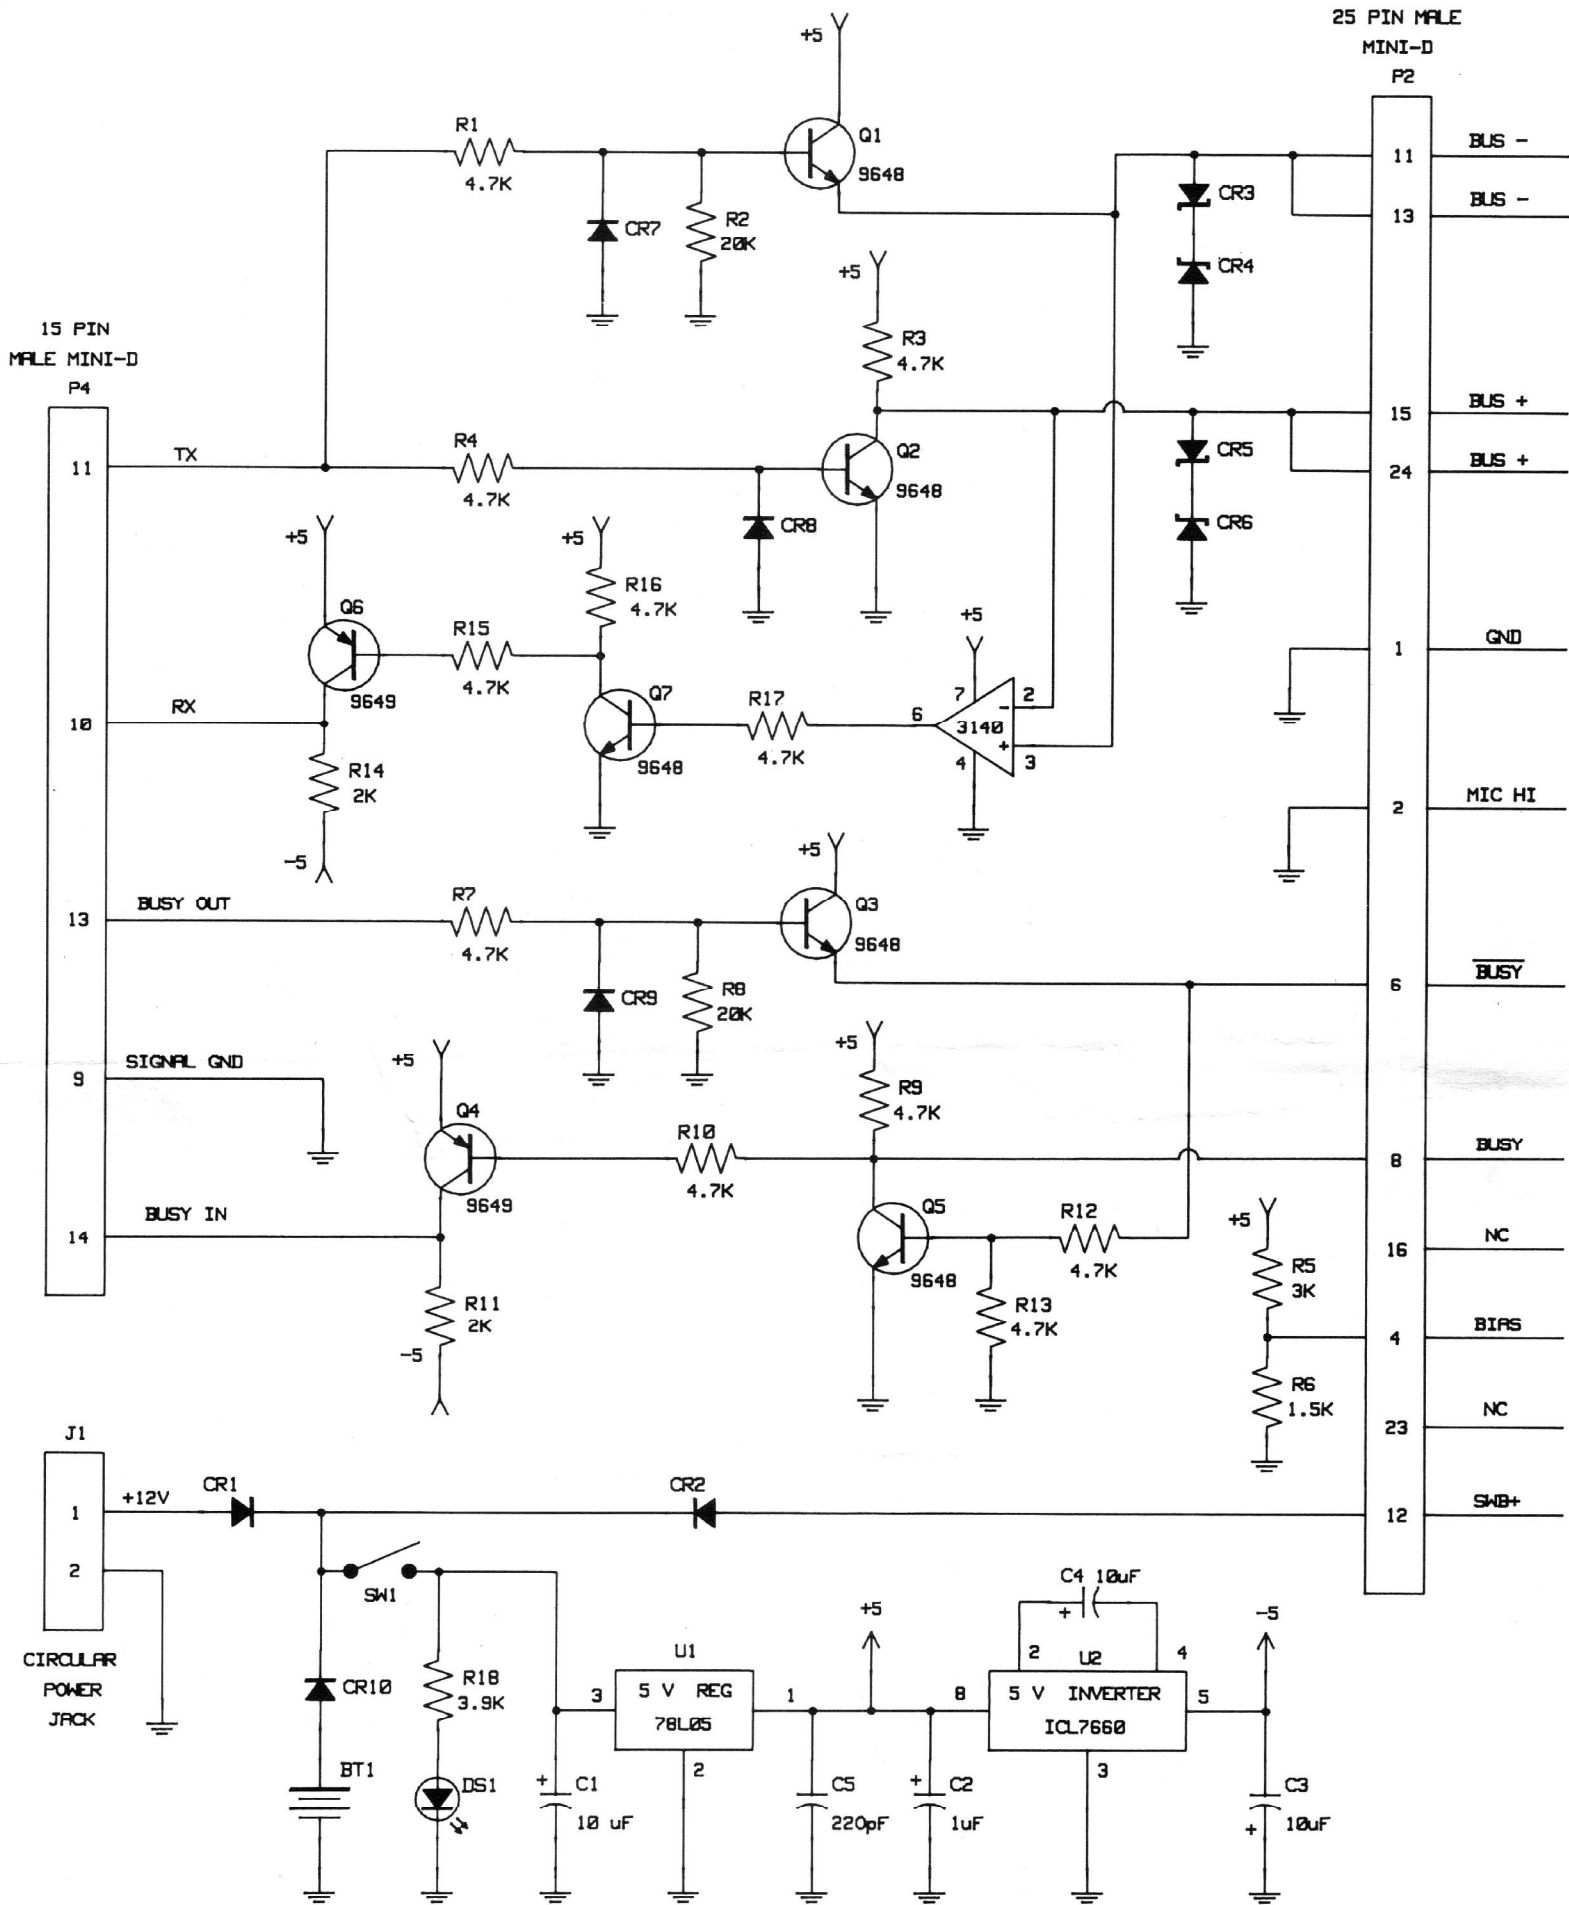 25 PIN MALE
MINI-D
P2
+5
R1
4.7K
Q1
9648
CR7
R2
20K
11
BUS -
13
BUS -
CR3
CR4
+5
R3
4.7K
15 PIN
MALE MINI-D
P4
15
BUS +
24
BUS +
CR5
CR6
11
TX
R4
4.7K
Q2
9648
CR8
+5
+5
R16
4.7K
Q6
9649
R15
4.7K
+5
1
GND
10
RX
Q7
9648
R17
4.7K
6
7
3140
- 2
+ 3
4
R14
2K
-5
2
MIC HI
+5
13
BUSY OUT
R7
4.7K
Q3
9648
CR9
R8
20K
6
BUSY
9
SIGNAL GND
+5
Q4
9649
+5
R9
4.7K
R10
4.7K
8
BUSY
14
BUSY IN
Q5
9648
R12
4.7K
R13
4.7K
+5
R5
3K
16
NC
R11
2K
-5
4
BIAS
R6
1.5K
23
NC
J1
1
+12V
CR1
CR2
12
SWB+
2
SW1
CIRCULAR
POWER
JACK
CR10
R18
3.9K
BT1
DS1
+
C1
10 uF
U1
3
5 V REG
78L05
1
2
+5
C5
220pF
+
C2
1uF
C4 10uF
+
2
U2
4
8
5 V INVERTER
ICL7660
5
3
-5
C3
10uF
+